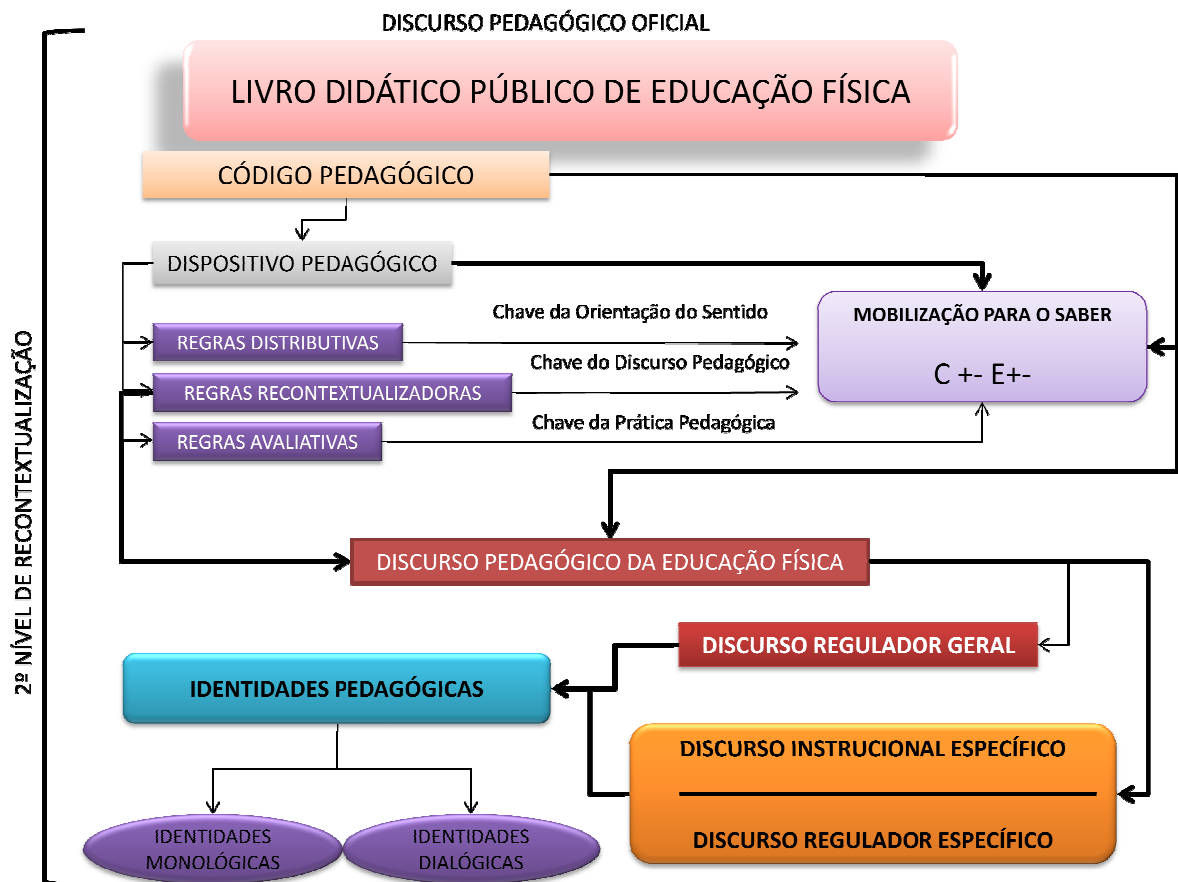 DISCURSO PEDAGÓGICO OFICIAL
LIVRO DIDÁTICO PÚBLICO DE EDUCAÇÃO FÍSICA
CÓDIGO PEDAGÓGICO
DISPOSITIVO PEDAGÓGICO
Chave da Orientação do Sentido
MOBILIZAÇÃO PARA O SABER
REGRAS DISTRIBUTIVAS
Chave do Discurso Pedagógico
C +- E+-
REGRAS RECONTEXTUALIZADORAS
Chave da Prática Pedagógica
REGRAS AVALIATIVAS
2º NÍVEL DE RECONTEXTUALIZAÇÃO
DISCURSO PEDAGÓGICO DA EDUCAÇÃO FÍSICA
DISCURSO REGULADOR GERAL
IDENTIDADES PEDAGÓGICAS
DISCURSO INSTRUCIONAL ESPECÍFICO
DISCURSO REGULADOR ESPECÍFICO
IDENTIDADES
MONOLÓGICAS
IDENTIDADES
DIALÓGICAS